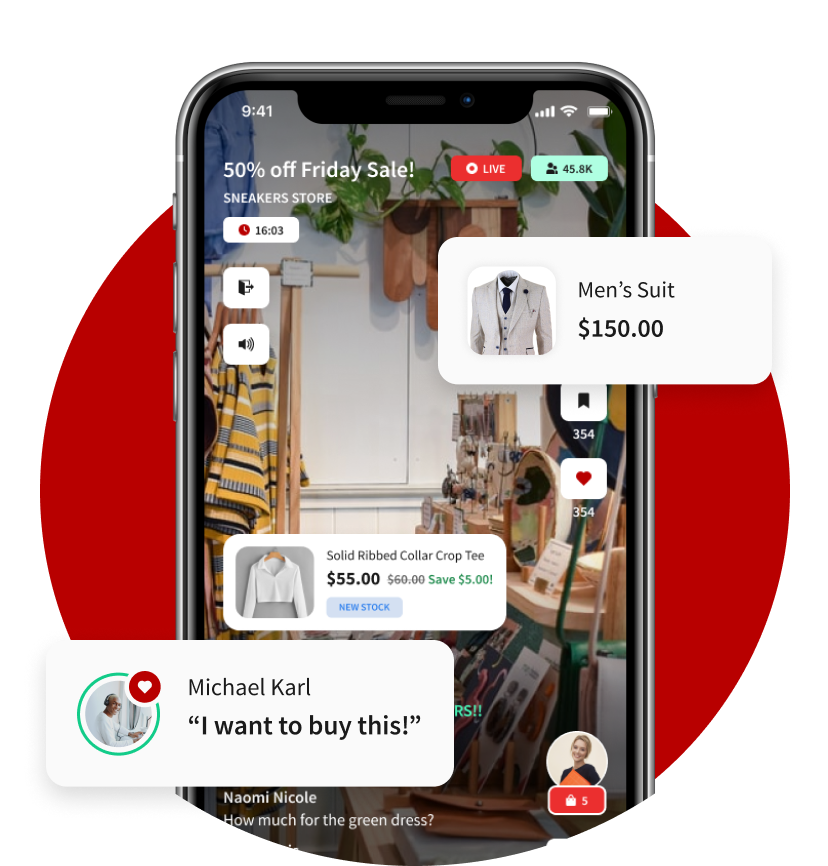 9:41
50% off Friday Sale!
LIVE
45.8K
SNEAKERS STORE
16:03
Men’s Suit
$150.00
354
354
Solid Ribbed Collar Crop Tee
$55.00 $60.00 Save $5.00!
NEW STOCK
Michael Karl
“I want to buy this!”
RS!!
5
Naomi Nicole
How much for the green dress?